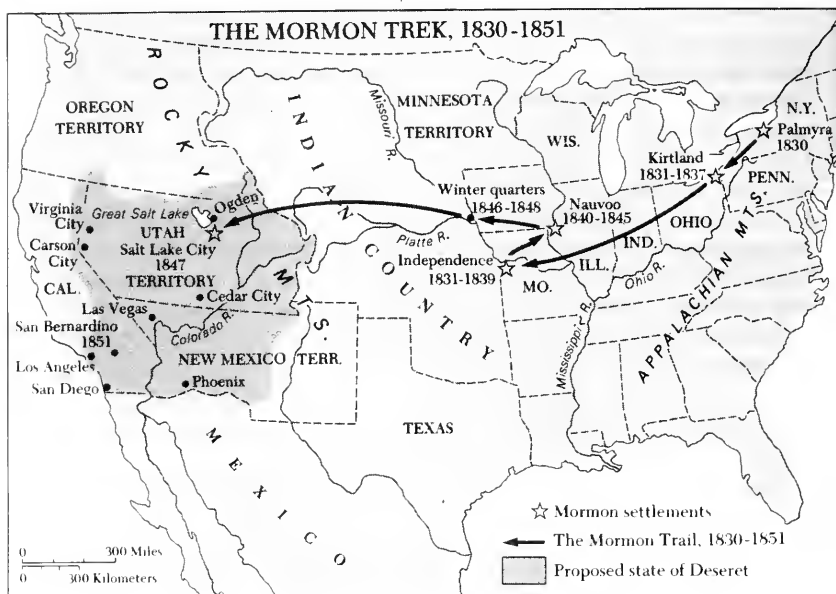 THE MORMON TREK, 1830-1851
ROCKY MTS.
OREGON
TERRITORY
INDIAN COUNTRY
Missouri R.
MINNESOTA
TERRITORY
WIS.
N.Y.
Palmyra
1830
Kirtland
1831-1837
PENN.
Winter quarters
1846-1848
Nauvoo
1840-1845
OHIO
IND.
ILL.
Virginia
City
Great Salt Lake
Ogden
UTAH
Salt Lake City
1847
TERRITORY
Carson
City
CAL.
Platte R.
Independence
1831-1839
MO.
Ohio R.
APPALACHIAN MTS.
Cedar City
Las Vegas
Colorado R.
San Bernardino
1851
Los Angeles
San Diego
NEW MEXICO TERR.
Phoenix
Mississippi R.
TEXAS
MEXICO
Mormon settlements
The Mormon Trail, 1830-1851
Proposed state of Deseret
0 300 Miles
0 300 Kilometers